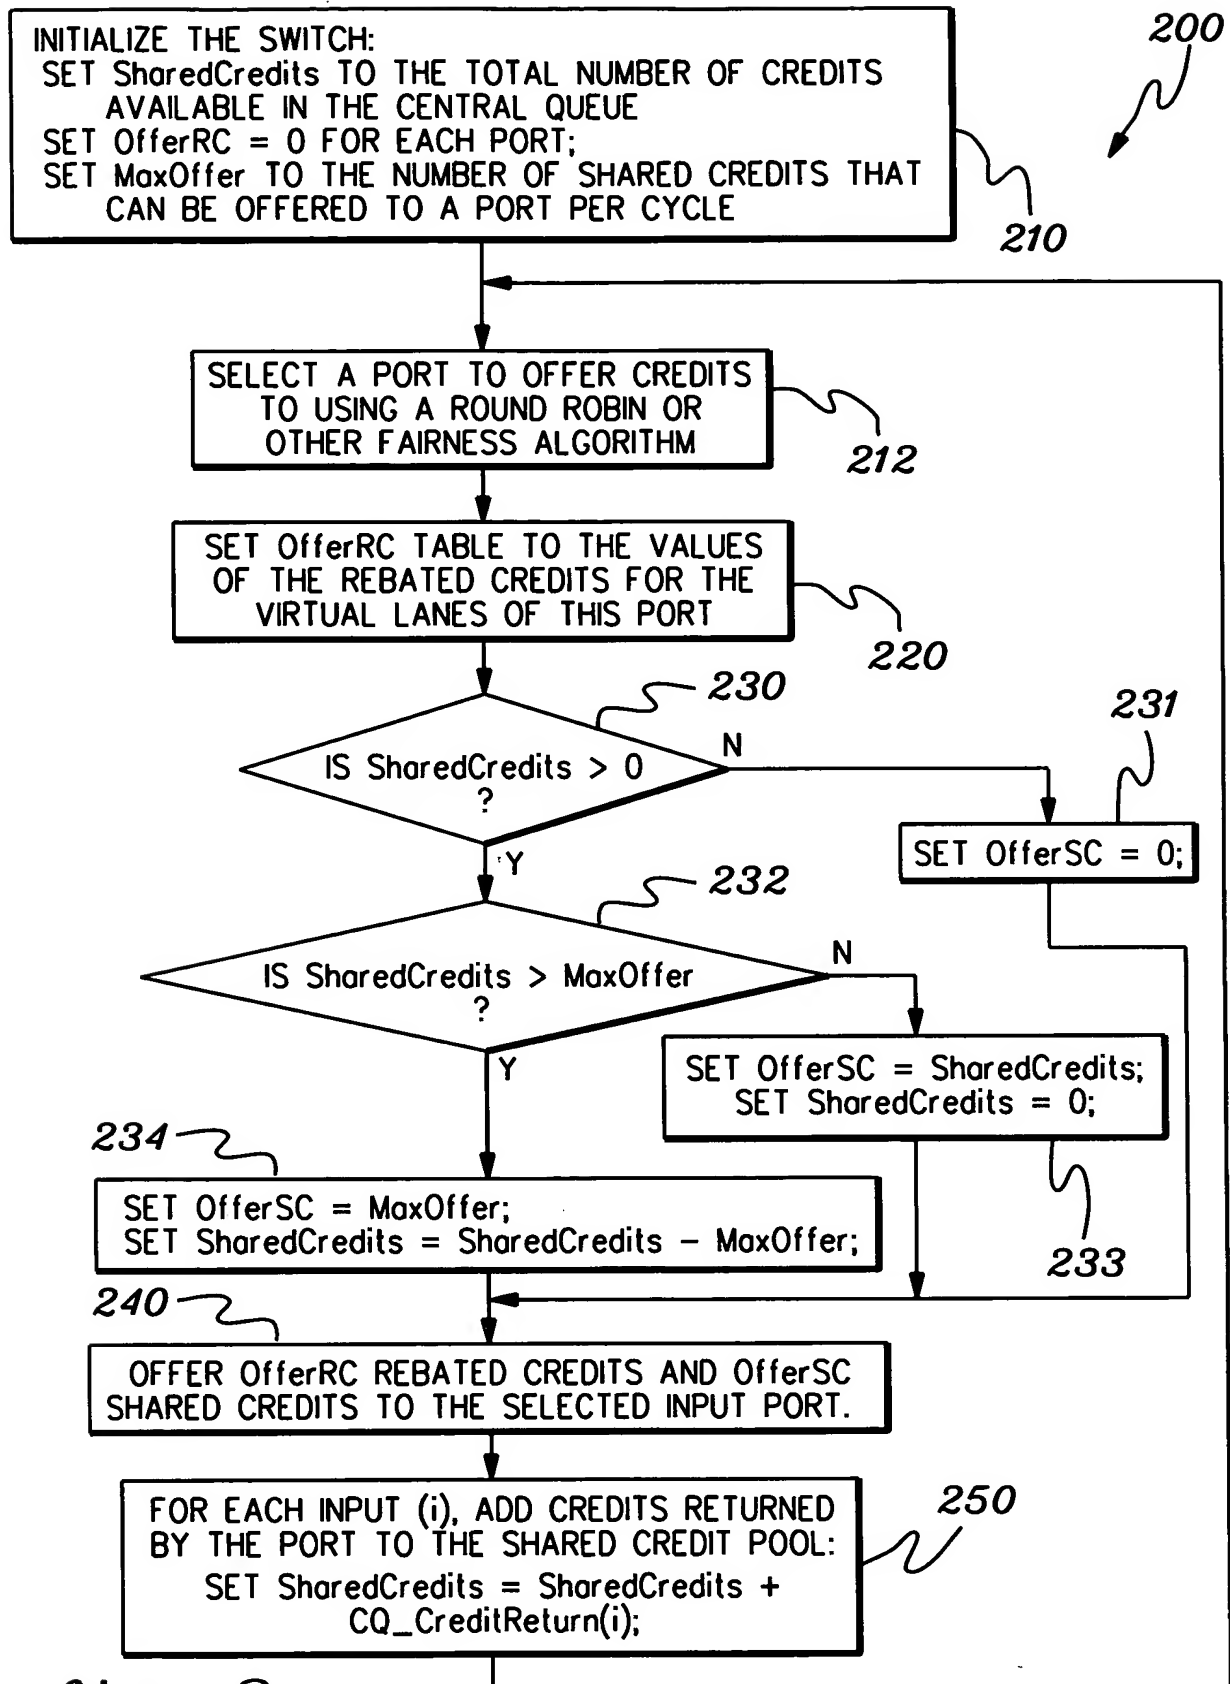 200
INITIALIZE THE SWITCH:
SET SharedCredits TO THE TOTAL NUMBER OF CREDITS
AVAILABLE IN THE CENTRAL QUEUE
SET OfferRC = 0 FOR EACH PORT;
SET MaxOffer TO THE NUMBER OF SHARED CREDITS THAT
CAN BE OFFERED TO A PORT PER CYCLE
210
SELECT A PORT TO OFFER CREDITS
TO USING A ROUND ROBIN OR
OTHER FAIRNESS ALGORITHM
212
SET OfferRC TABLE TO THE VALUES
OF THE REBATED CREDITS FOR THE
VIRTUAL LANES OF THIS PORT
220
230
IS SharedCredits > 0
?
N
Y
231
SET OfferSC = 0;
232
IS SharedCredits > MaxOffer
?
N
Y
SET OfferSC = SharedCredits;
SET SharedCredits = 0;
233
234
SET OfferSC = MaxOffer;
SET SharedCredits = SharedCredits - MaxOffer;
240
OFFER OfferRC REBATED CREDITS AND OfferSC
SHARED CREDITS TO THE SELECTED INPUT PORT.
FOR EACH INPUT (i), ADD CREDITS RETURNED
BY THE PORT TO THE SHARED CREDIT POOL:
SET SharedCredits = SharedCredits +
CQ_CreditReturn(i);
250